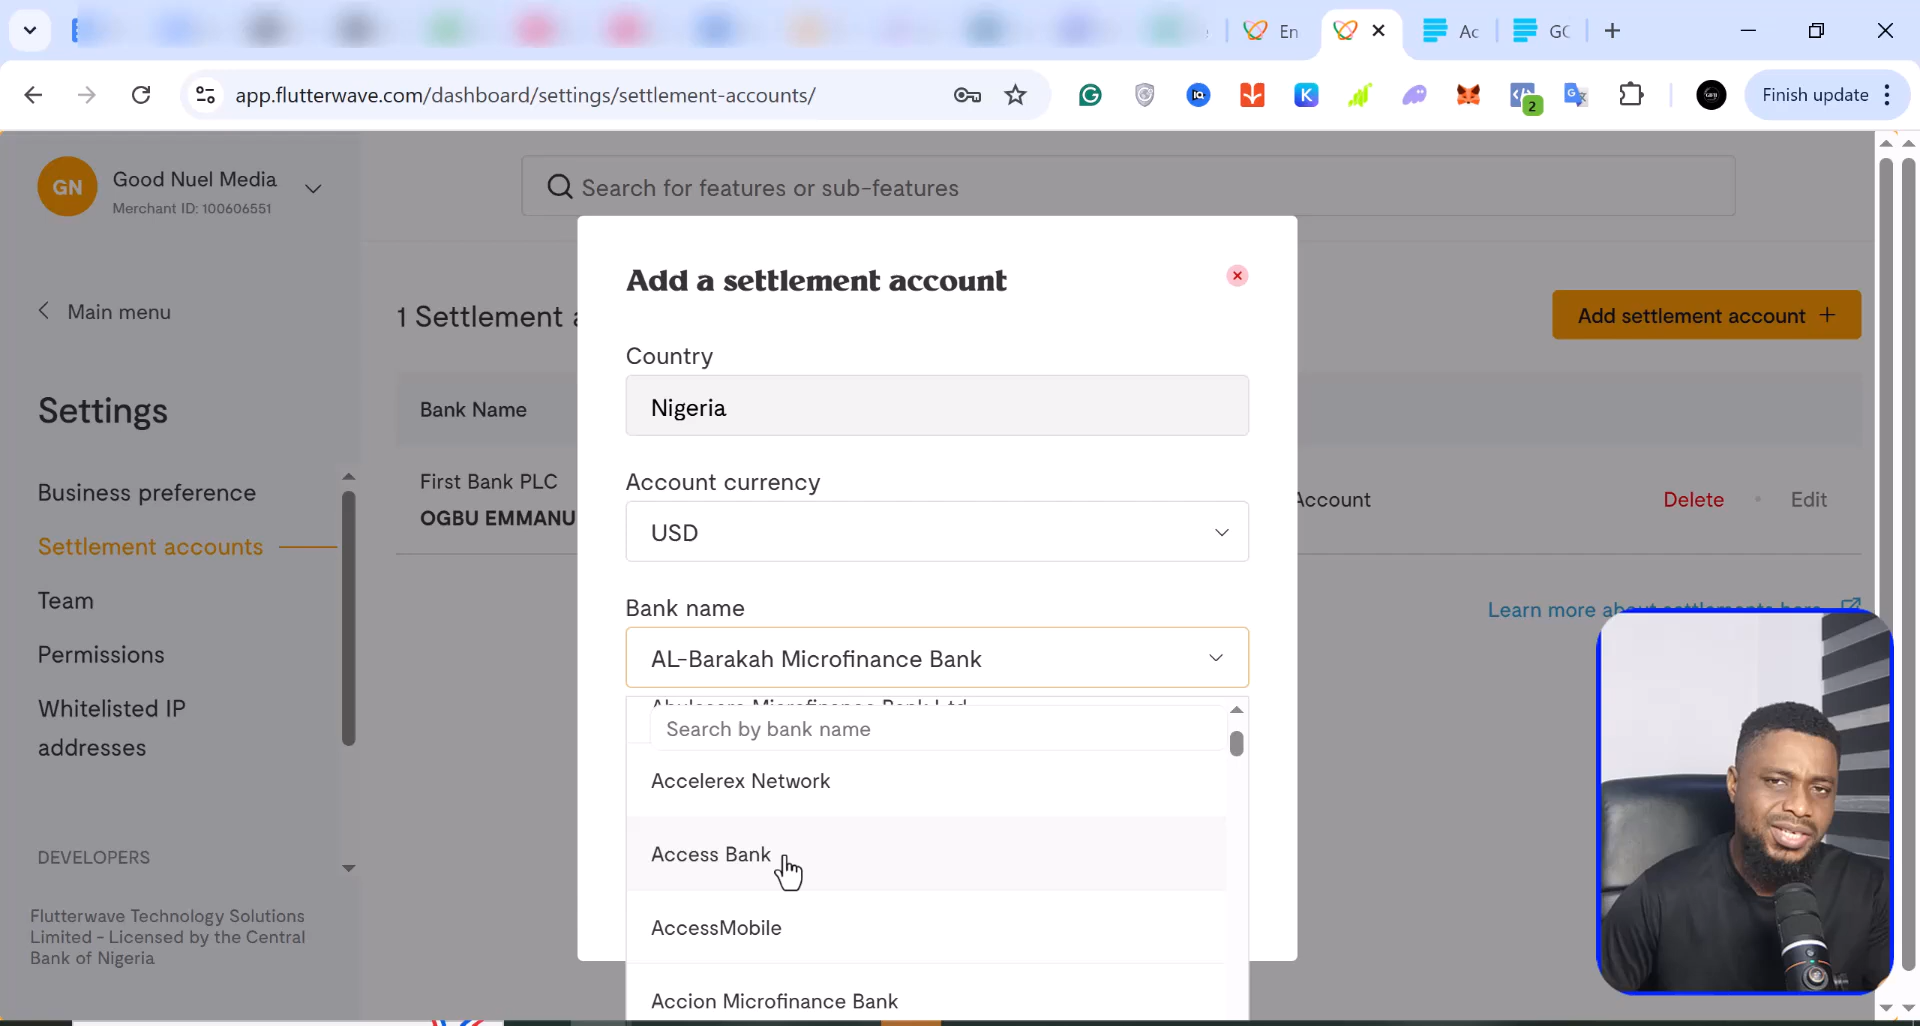 En
Ac
GC
app.flutterwave.com/dashboard/settings/settlement-accounts/
2
Finish update
GN
Good Nuel Media
Merchant ID: 100606551
Search for features or sub-features
Main menu
Settings
Business preference
Settlement accounts
Team
Permissions
Whitelisted IP
addresses
DEVELOPERS
Flutterwave Technology Solutions
Limited - Licensed by the Central
Bank of Nigeria
1 Settlement
Add settlement account +
Bank Name
First Bank PLC
OGBU EMMANU
Account
Delete • Edit
Learn more about settlements here
Add a settlement account
Country
Nigeria
Account currency
USD
Bank name
AL-Barakah Microfinance Bank
Search by bank name
Accelerex Network
Access Bank
AccessMobile
Accion Microfinance Bank